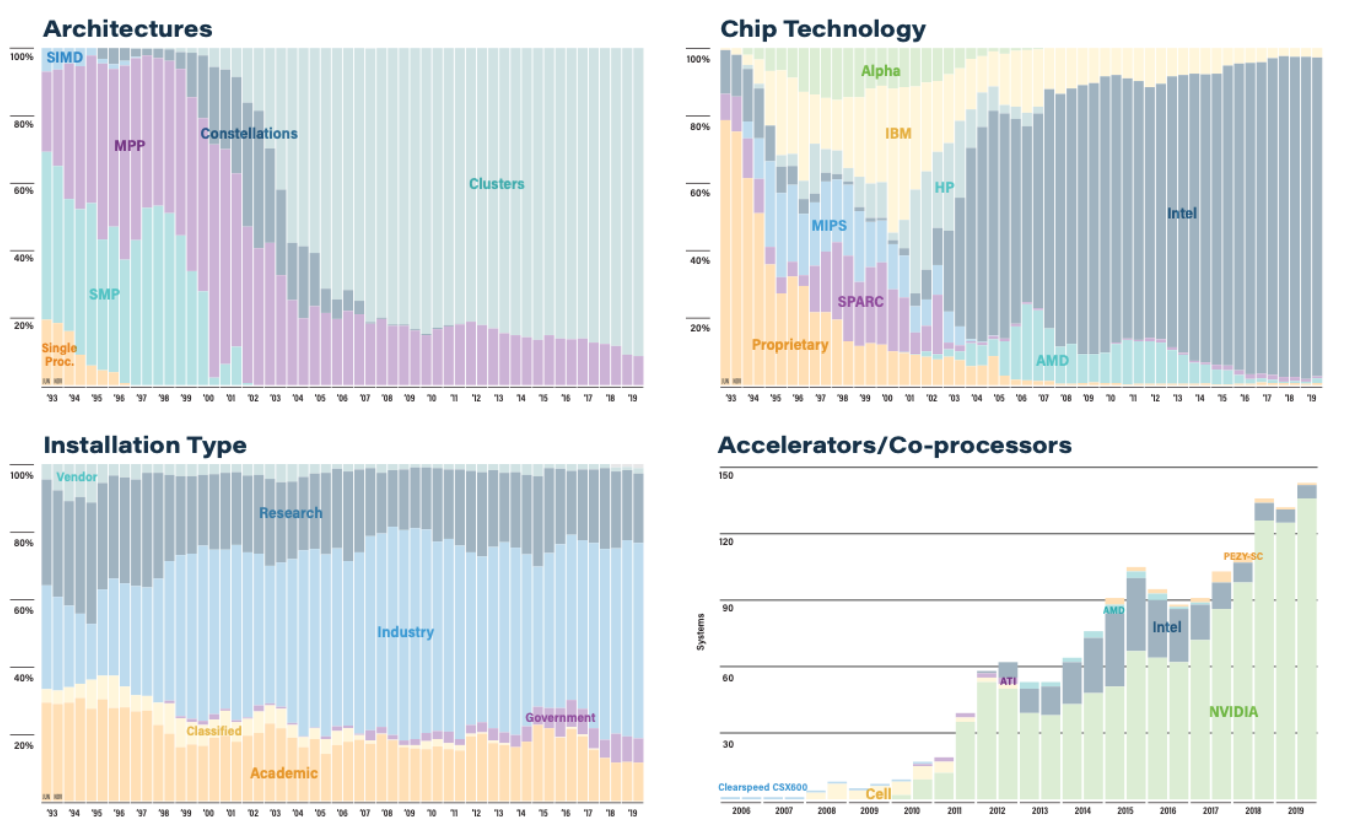 Architectures
100%
80%
60%
40%
20%
SIMD
MPP
Constellations
Clusters
SMP
Single
Proc.
JUN NOV
'93 '94 '95 '96 '97 '98 '99 '00 '01 '02 '03 '04 '05 '06 '07 '08 '09 '10 '11 '12 '13 '14 '15 '16 '17 '18 '19
Chip Technology
100%
80%
60%
40%
20%
Alpha
IBM
HP
MIPS
Intel
SPARC
Proprietary
AMD
JUN NOV
'93 '94 '95 '96 '97 '98 '99 '00 '01 '02 '03 '04 '05 '06 '07 '08 '09 '10 '11 '12 '13 '14 '15 '16 '17 '18 '19
Installation Type
100%
80%
60%
40%
20%
Vendor
Research
Industry
Government
Classified
Academic
JUN NOV
'93 '94 '95 '96 '97 '98 '99 '00 '01 '02 '03 '04 '05 '06 '07 '08 '09 '10 '11 '12 '13 '14 '15 '16 '17 '18 '19
Accelerators/Co-processors
150
120
90
60
30
Systems
PEZY-SC
AMD
Intel
ATI
NVIDIA
Clearspeed CSX600
Cell
2006 2007 2008 2009 2010 2011 2012 2013 2014 2015 2016 2017 2018 2019